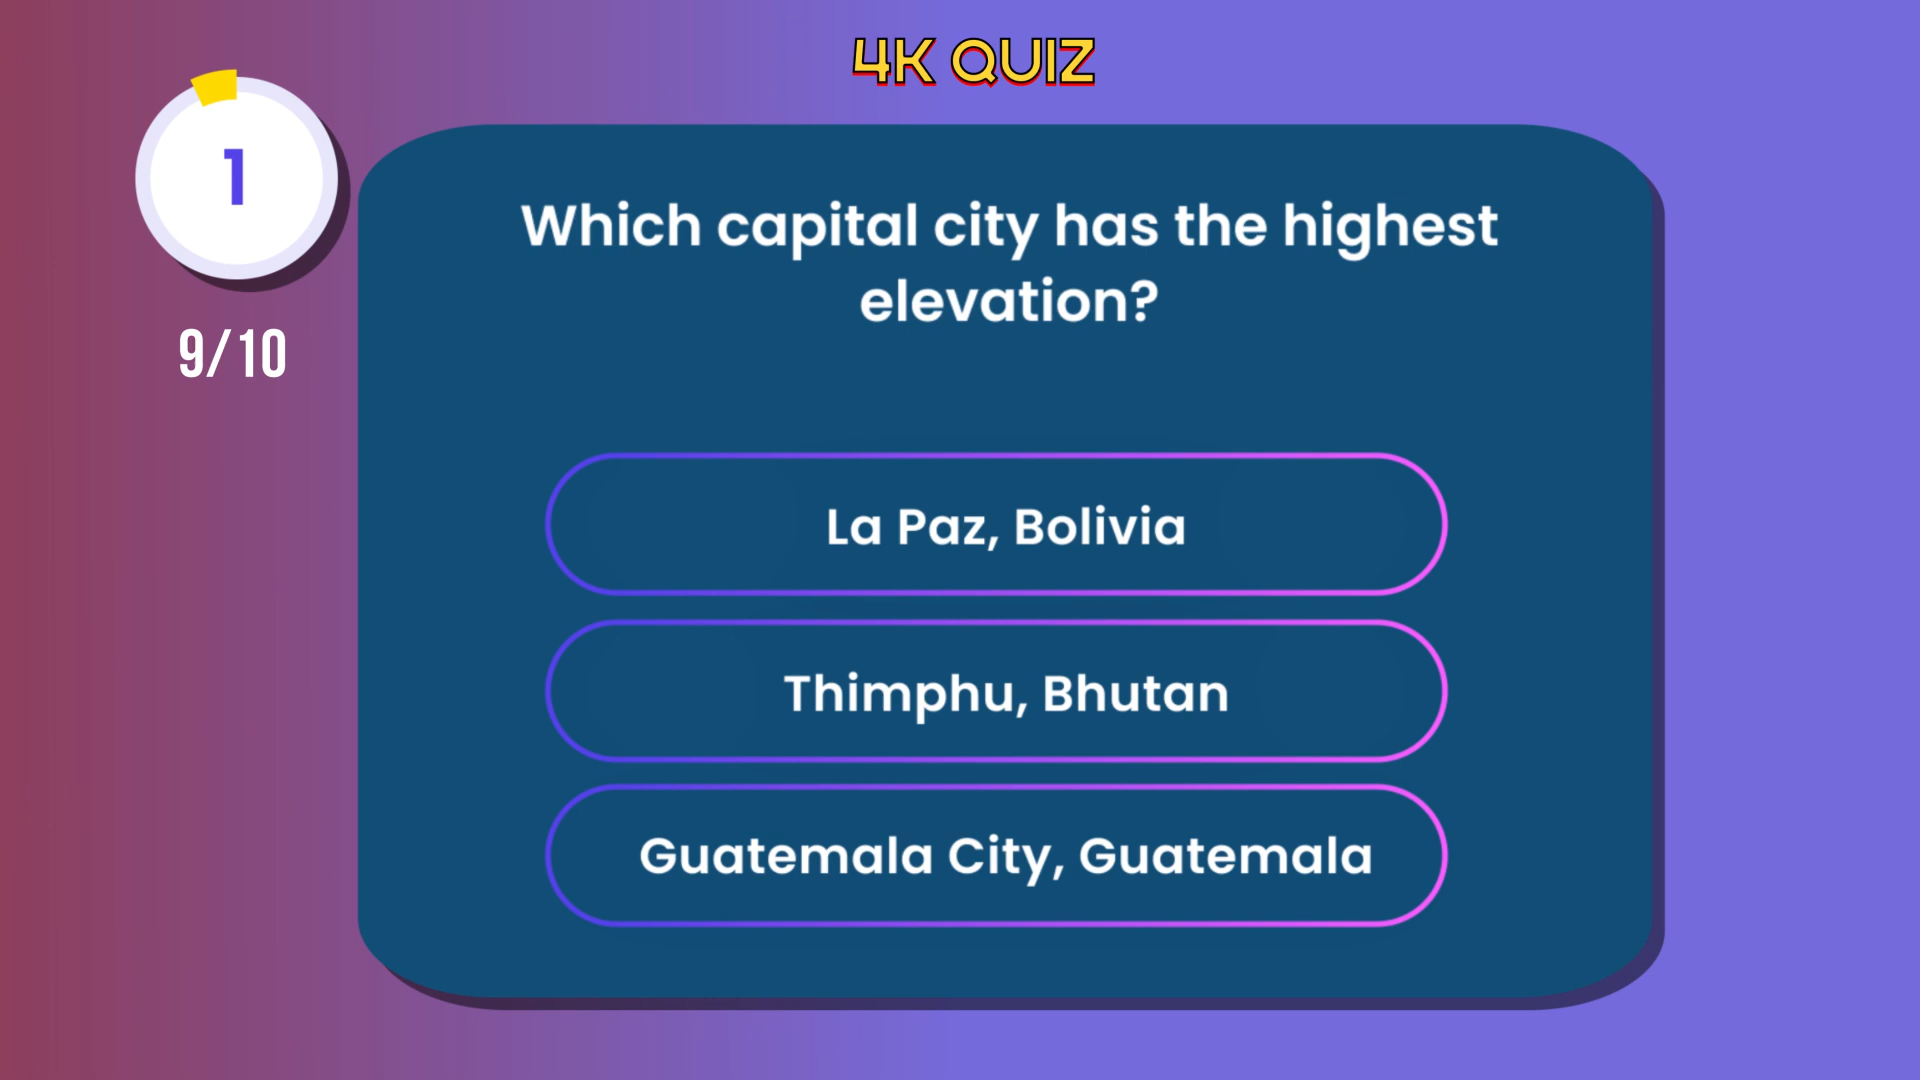 4K QUIZ
1
9/10
Which capital city has the highest
elevation?
La Paz, Bolivia
Thimphu, Bhutan
Guatemala City, Guatemala